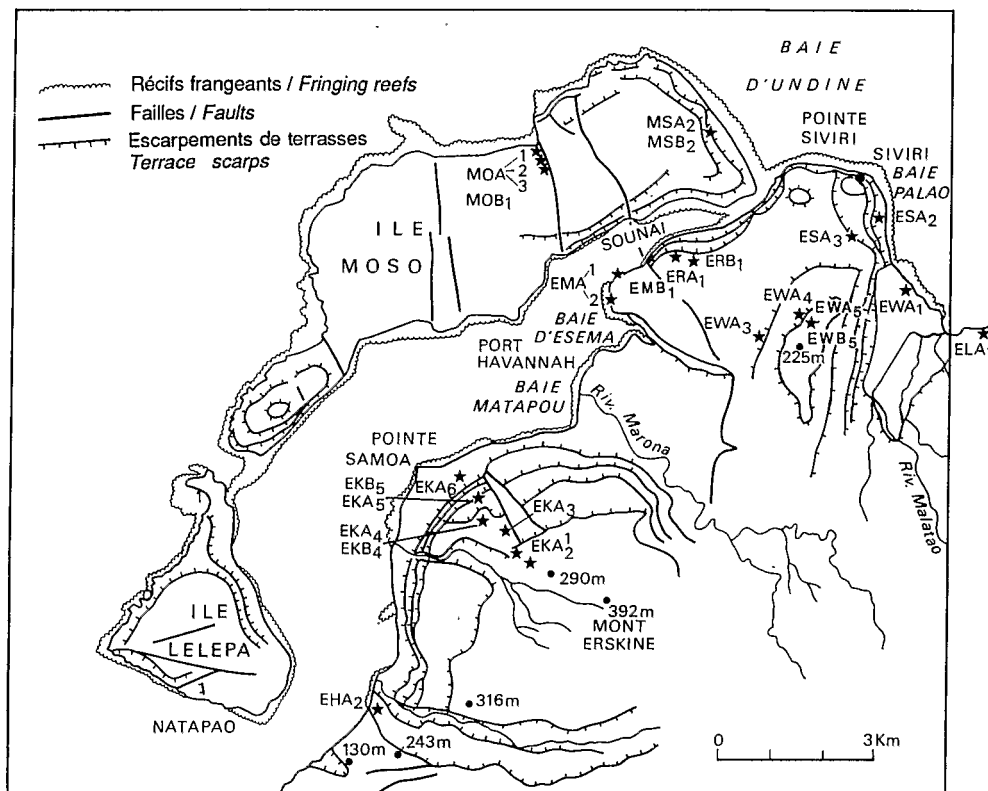 BAIE
D'UNDINE
Récifs frangeants / Fringing reefs
Failles / Faults
Escarpements de terrasses
Terrace scarps
POINTE
SIVIRI
SIVIRI
BAIE
PALAO
MSA2
MSB2
MOA 1
2
3
MOB1
ILE
MOSO
SOUNAI
ESA2
ESA3
ERB1
ERA1
EMA 1
2
EMB1
EWA4
EWA5
EWB5
EWA1
EWA3
225m
ELA1
BAIE
D'ESEMA
PORT
HAVANNAH
BAIE
MATAPOU
Riv. Marona
Riv. Malatao
POINTE
SAMOA
EKB5
EKA5
EKA6
EKA4
EKB4
EKA3
EKA1
2
290m
392m
MONT
ERSKINE
ILE
LELEPA
NATAPAO
EHA2
316m
243m
130m
0
3Km